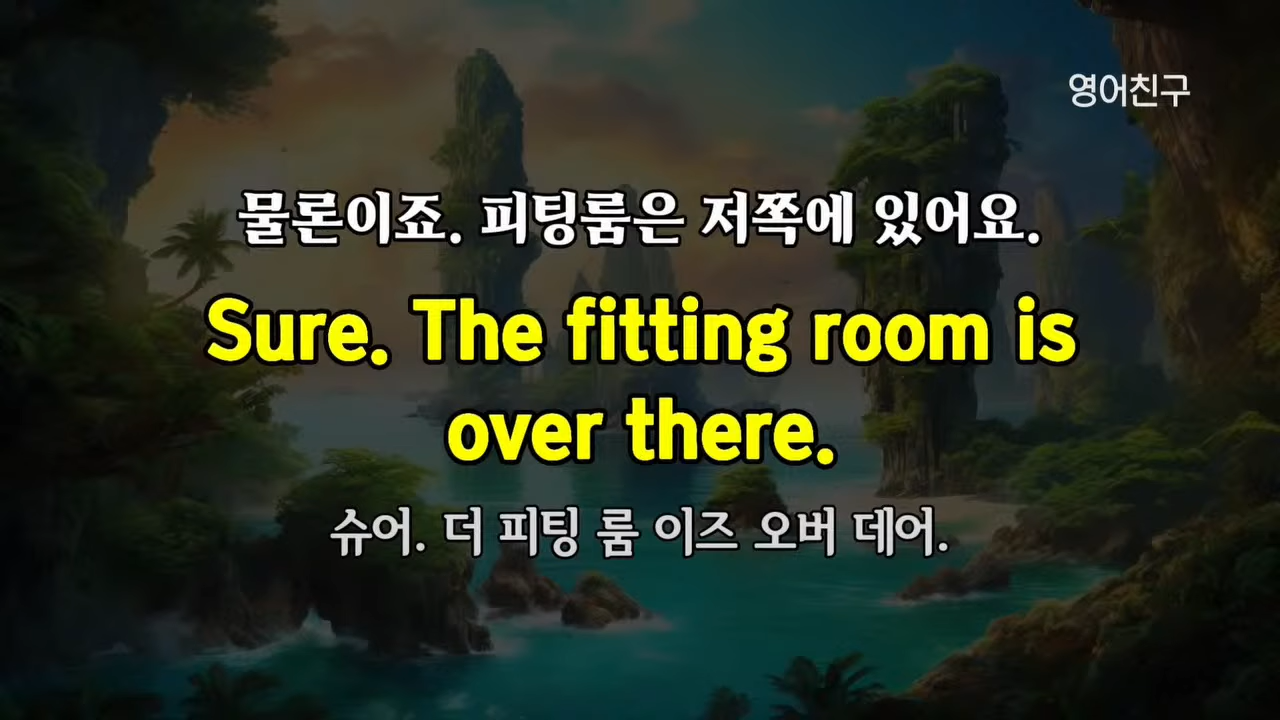 영어친구
물론이죠. 피팅룸은 저쪽에 있어요.
Sure. The fitting room is
over there.
슈어. 더 피팅 룸 이즈 오버 데어.